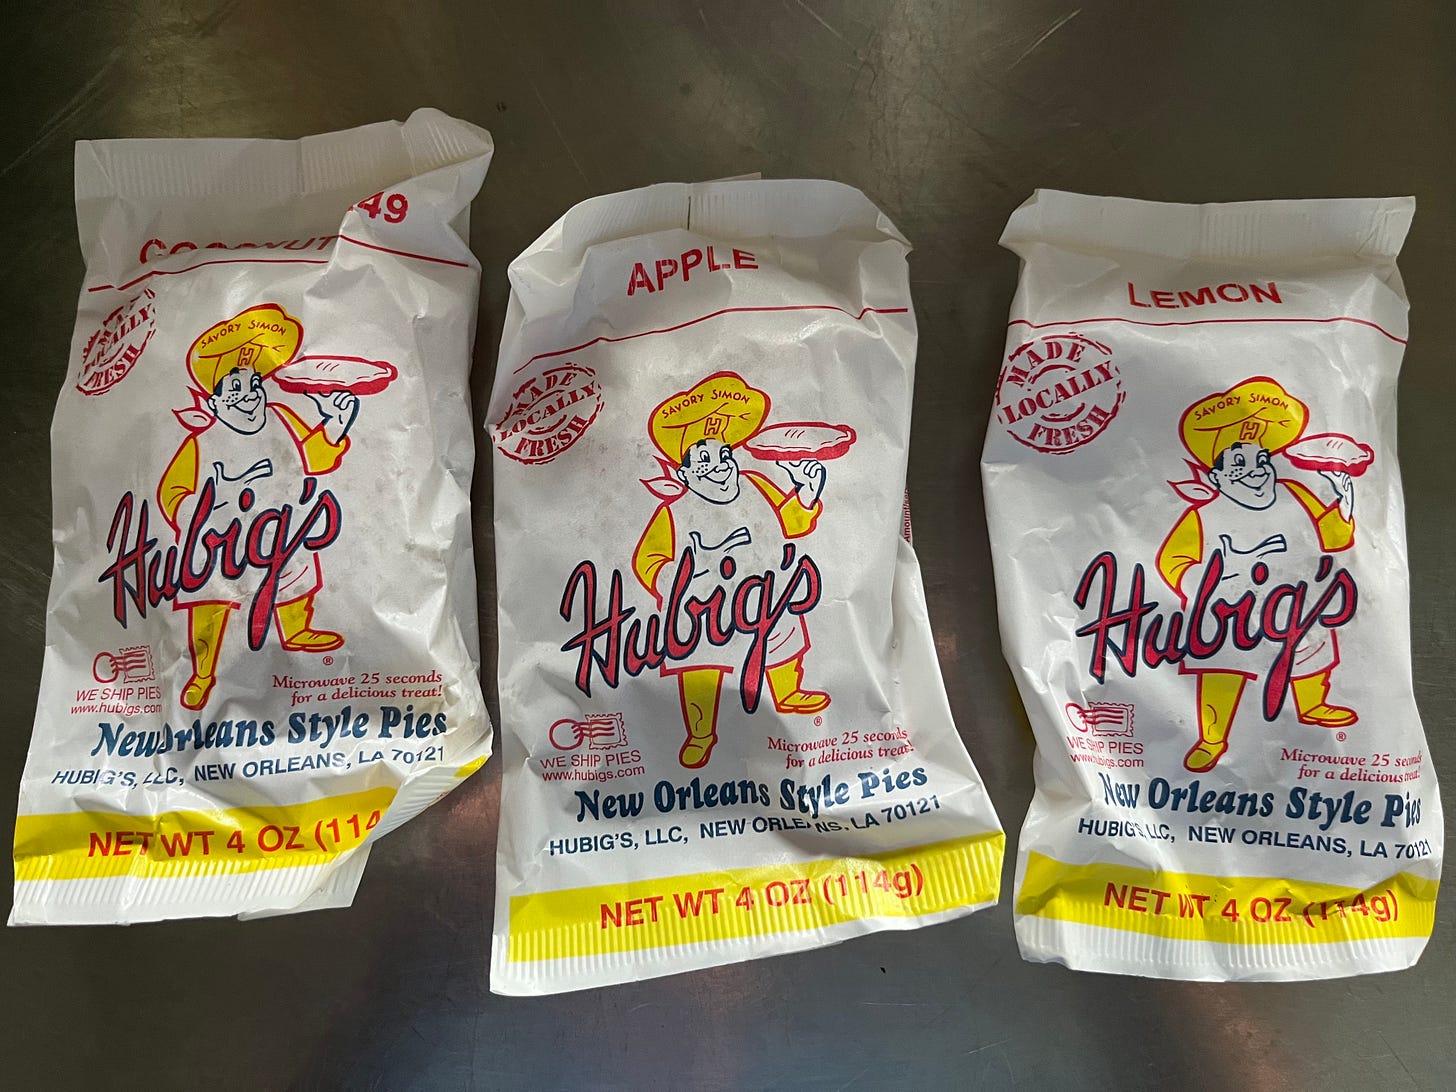 49
COCONUT
MADE
LOCALLY
FRESH
SAVORY SIMON
H
Hubig's
®
WE SHIP PIES
www.hubigs.com
Microwave 25 seconds
for a delicious treat!
New Orleans Style Pies
HUBIG'S, LLC, NEW ORLEANS, LA 70121
NET WT 4 OZ (114
APPLE
MADE
LOCALLY
FRESH
SAVORY SIMON
H
Hubig's
®
Amount
WE SHIP PIES
www.hubigs.com
Microwave 25 seconds
for a delicious treat!
New Orleans Style Pies
HUBIG'S, LLC, NEW ORLEANS, LA 70121
NET WT 4 OZ (114g)
LEMON
MADE
LOCALLY
FRESH
SAVORY SIMON
H
Hubig's
®
WE SHIP PIES
www.hubigs.com
Microwave 25 seconds
for a delicious treat!
New Orleans Style Pies
HUBIG'S, LLC, NEW ORLEANS, LA 70121
NET WT 4 OZ (114g)